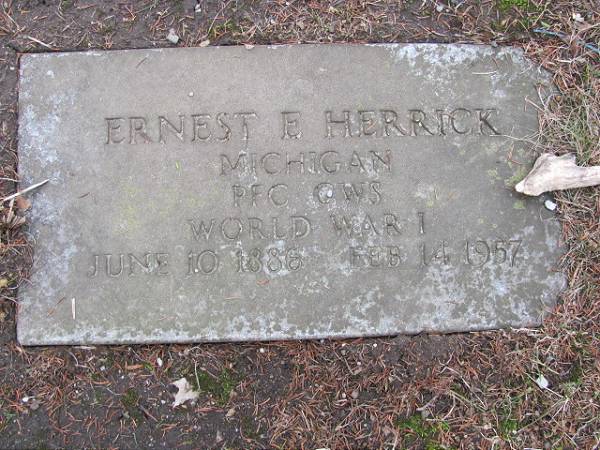 ERNEST E HERRICK
MICHIGAN
PFC CWS
WORLD WAR I
JUNE 10 1886 FEB 14 1957